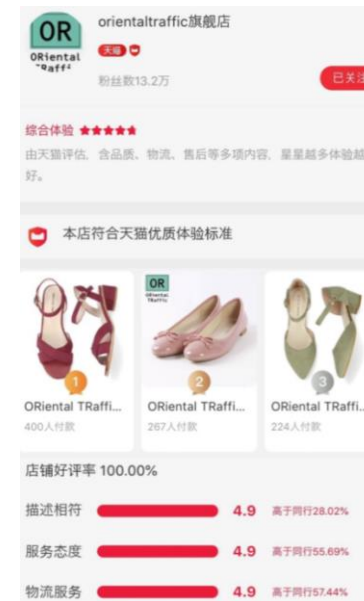 OR
orientaltraffic旗舰店
天猫
ORiental
TRaffic
粉丝数13.2万
已关注
综合体验
由天猫评估，含品质、物流、售后等多项内容，星星越多体验越
好。
本店符合天猫优质体验标准
OR
ORiental
TRaffic
1
2
3
ORiental TRaffi...
ORiental TRaffi...
ORiental TRaffi...
400人付款
267人付款
224人付款
店铺好评率 100.00%
描述相符 4.9 高于同行28.02%
服务态度 4.9 高于同行55.69%
物流服务 4.9 高于同行57.44%